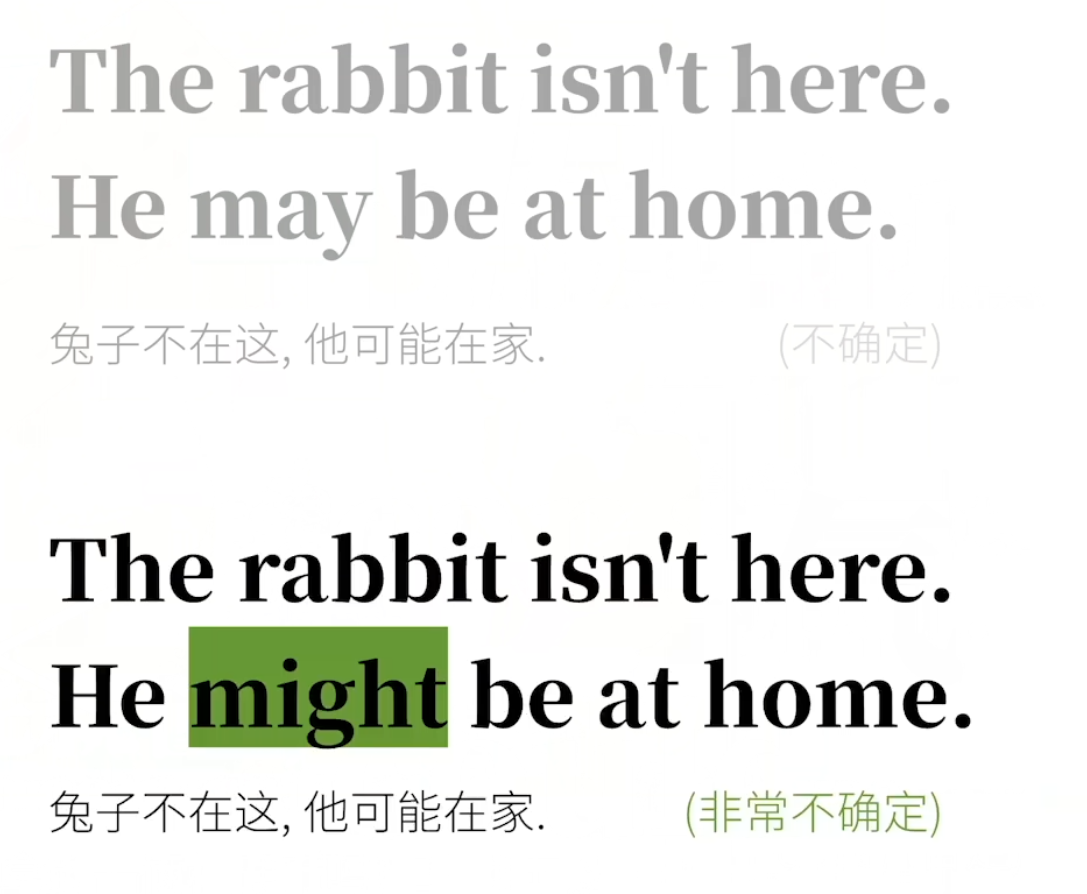 The rabbit isn't here.
He may be at home.
兔子不在这, 他可能在家. (不确定)
The rabbit isn't here.
He might be at home.
兔子不在这, 他可能在家. (非常不确定)